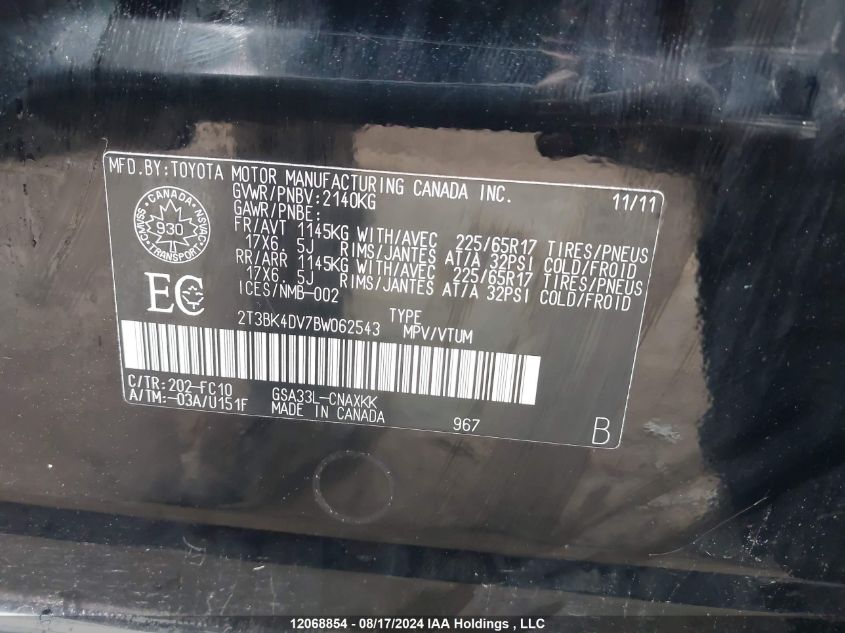 MFD.BY:TOYOTA MOTOR MANUFACTURING CANADA INC. 11/11
GVWR/PNBV:2140KG
GAWR/PNBE:
FR/AVT 1145KG WITH/AVEC 225/65R17 TIRES/PNEUS
17X6.5J RIMS/JANTES AT/A 32PSI COLD/FROID
RR/ARR 1145KG WITH/AVEC 225/65R17 TIRES/PNEUS
17X6.5J RIMS/JANTES AT/A 32PSI COLD/FROID
ICES/NMB-002
CANADA
CMVSS NSVAC
930
TRANSPORT
EC
2T3BK4DV7BW062543 TYPE
MPV/VTUM
C/TR:202-FC10 GSA33L-CNAXKK
A/TM:-03A/U151F MADE IN CANADA 967 B
12068854 - 08/17/2024 IAA Holdings , LLC